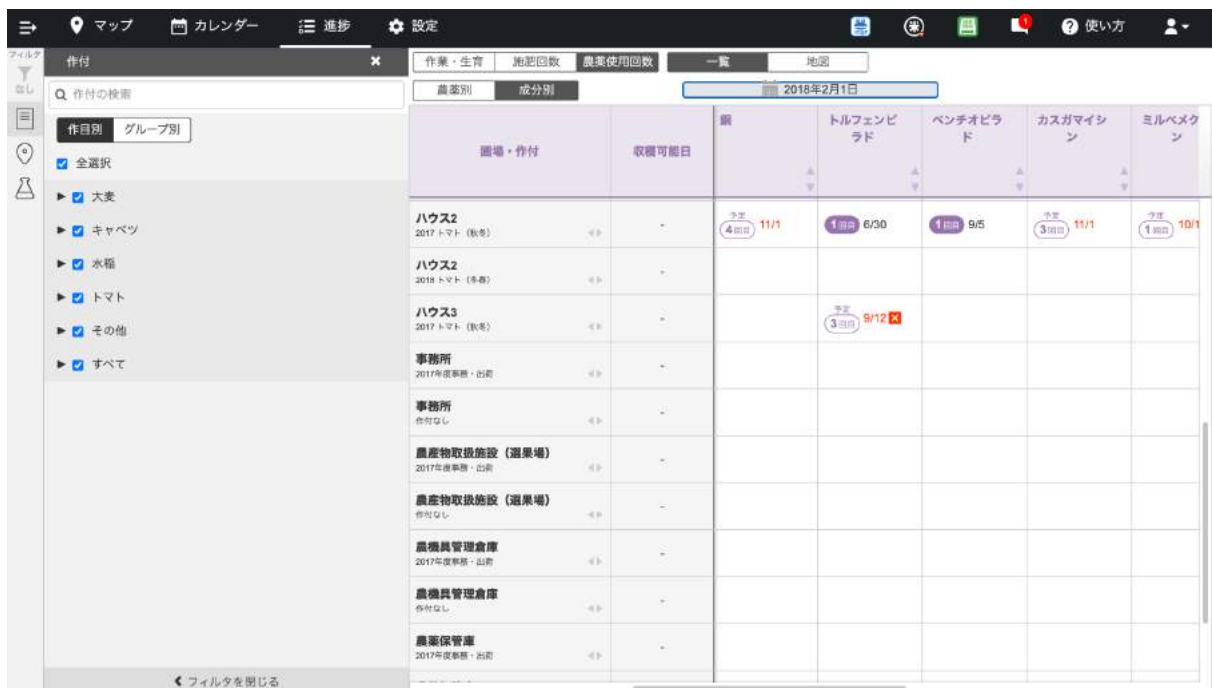 マップ カレンダー 進捗 設定 1 使い方
フィルタ
なし
作付
作付の検索
作目別 グループ別
全選択
大麦
キャベツ
水稲
トマト
その他
すべて
フィルタを閉じる
作業・生育 施肥回数 農薬使用回数 一覧 地図
農薬別 成分別 2018年2月1日
圃場・作付 収穫可能日 銅 トルフェンピラド ペンチオピラド カスガマイシン ミルベメクチン
ハウス2
2017 トマト (秋冬) - 予定 4回目 11/1 1回目 6/30 1回目 9/5 予定 3回目 11/1 予定 1回目 10/1
ハウス2
2018 トマト (冬春) -
ハウス3
2017 トマト (秋冬) - 予定 3回目 9/12
事務所
2017年度事務・出荷 -
事務所
作付なし -
農産物取扱施設（選果場）
2017年度事務・出荷 -
農産物取扱施設（選果場）
作付なし -
農機具管理倉庫
2017年度事務・出荷 -
農機具管理倉庫
作付なし -
農薬保管庫
2017年度事務・出荷 -